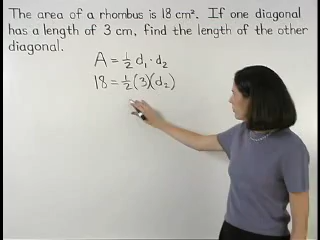 The area of a rhombus is 18 cm². If one diagonal
has a length of 3 cm, find the length of the other
diagonal.
A = ½ d₁ · d₂
18 = ½(3)(d₂)